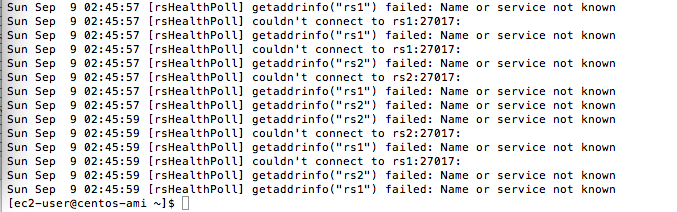 Sun Sep  9 02:45:57 [rsHealthPoll] getaddrinfo("rs1") failed: Name or service not known
Sun Sep  9 02:45:57 [rsHealthPoll] couldn't connect to rs1:27017:
Sun Sep  9 02:45:57 [rsHealthPoll] getaddrinfo("rs1") failed: Name or service not known
Sun Sep  9 02:45:57 [rsHealthPoll] couldn't connect to rs1:27017:
Sun Sep  9 02:45:57 [rsHealthPoll] getaddrinfo("rs2") failed: Name or service not known
Sun Sep  9 02:45:57 [rsHealthPoll] couldn't connect to rs2:27017:
Sun Sep  9 02:45:57 [rsHealthPoll] getaddrinfo("rs1") failed: Name or service not known
Sun Sep  9 02:45:57 [rsHealthPoll] getaddrinfo("rs2") failed: Name or service not known
Sun Sep  9 02:45:59 [rsHealthPoll] getaddrinfo("rs2") failed: Name or service not known
Sun Sep  9 02:45:59 [rsHealthPoll] couldn't connect to rs2:27017:
Sun Sep  9 02:45:59 [rsHealthPoll] getaddrinfo("rs1") failed: Name or service not known
Sun Sep  9 02:45:59 [rsHealthPoll] couldn't connect to rs1:27017:
Sun Sep  9 02:45:59 [rsHealthPoll] getaddrinfo("rs2") failed: Name or service not known
Sun Sep  9 02:45:59 [rsHealthPoll] getaddrinfo("rs1") failed: Name or service not known
[ec2-user@centos-ami ~]$